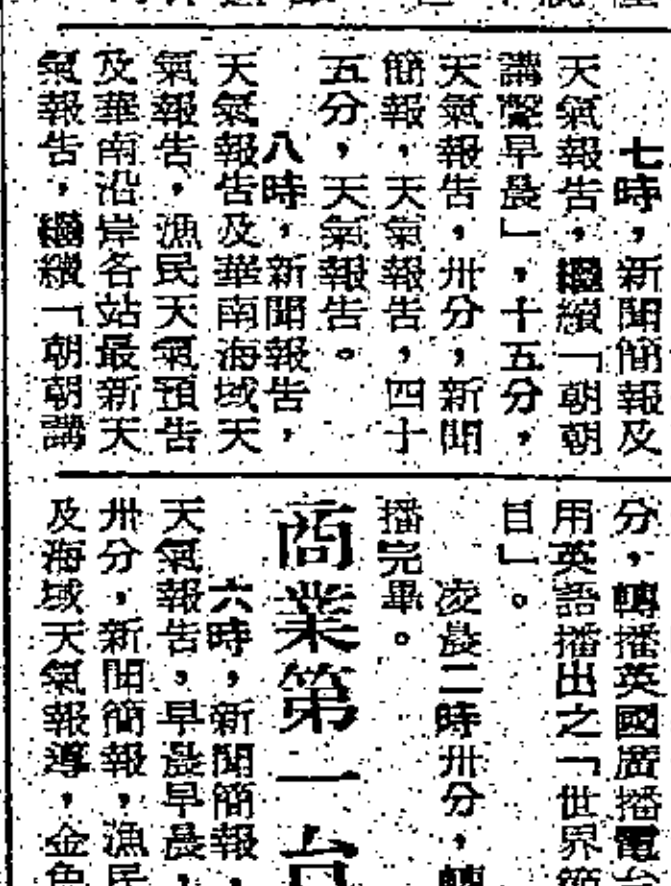 七時，新聞簡報及
天氣報告，繼續「朝朝
講聲早晨」，十五分，
天氣報告，卅分，新聞
簡報，天氣報告，四十
五分，天氣報告。
八時，新聞報告，
天氣報告及華南海域天
氣報告，漁民天氣預告
及華南沿岸各站最新天
氣報告，繼續「朝朝講
分，轉播英國廣播電台
用英語播出之「世界
目」。
凌晨二時卅分，轉
播完畢。
商業第一台
六時，新聞簡報，
天氣報告，早晨早晨，
卅分，新聞簡報，漁民
及海域天氣報導，金魚